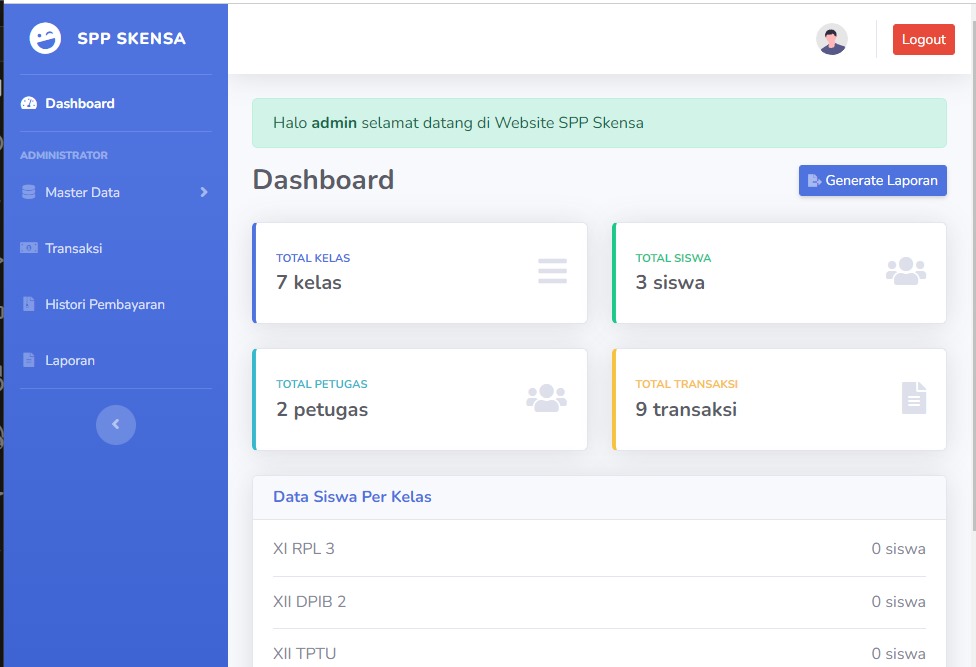 SPP SKENSA
Logout
Dashboard
ADMINISTRATOR
Master Data
Transaksi
Histori Pembayaran
Laporan
Halo admin selamat datang di Website SPP Skensa
Dashboard
Generate Laporan
TOTAL KELAS
7 kelas
TOTAL SISWA
3 siswa
TOTAL PETUGAS
2 petugas
TOTAL TRANSAKSI
9 transaksi
Data Siswa Per Kelas
XI RPL 3 0 siswa
XII DPIB 2 0 siswa
XII TPTU 0 siswa